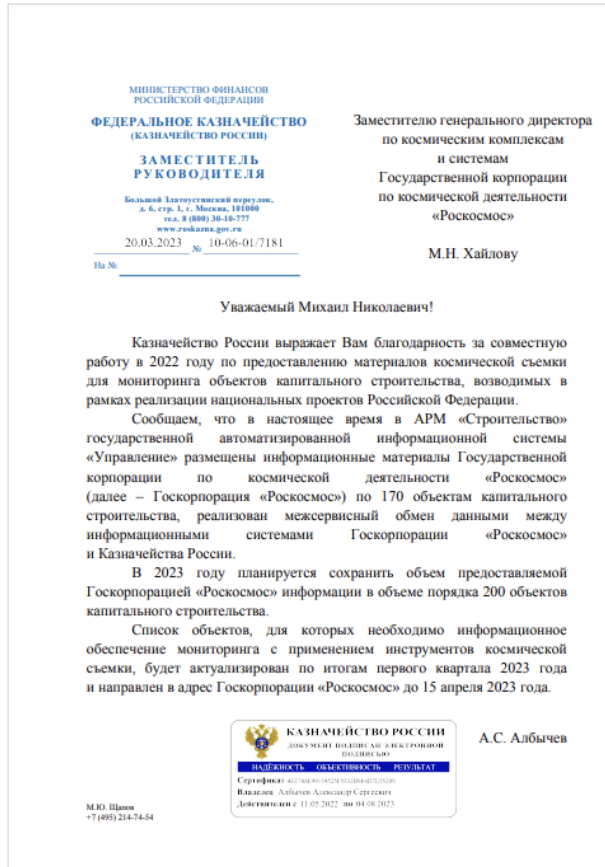 МИНИСТЕРСТВО ФИНАНСОВ
РОССИЙСКОЙ ФЕДЕРАЦИИ
ФЕДЕРАЛЬНОЕ КАЗНАЧЕЙСТВО
(КАЗНАЧЕЙСТВО РОССИИ)
ЗАМЕСТИТЕЛЬ
РУКОВОДИТЕЛЯ
Большой Златоустинский переулок,
д. 6, стр. 1, г. Москва, 101000
тел. 8 (800) 30-10-777
www.roskazna.gov.ru
20.03.2023 № 10-06-01/7181
На №
Заместителю генерального директора
по космическим комплексам
и системам
Государственной корпорации
по космической деятельности
«Роскосмос»
М.Н. Хайлову
Уважаемый Михаил Николаевич!
Казначейство России выражает Вам благодарность за совместную
работу в 2022 году по предоставлению материалов космической съемки
для мониторинга объектов капитального строительства, возводимых в
рамках реализации национальных проектов Российской Федерации.
Сообщаем, что в настоящее время в АРМ «Строительство»
государственной автоматизированной информационной системы
«Управление» размещены информационные материалы Государственной
корпорации по космической деятельности «Роскосмос»
(далее – Госкорпорация «Роскосмос») по 170 объектам капитального
строительства, реализован межсервисный обмен данными между
информационными системами Госкорпорации «Роскосмос»
и Казначейства России.
В 2023 году планируется сохранить объем предоставляемой
Госкорпорацией «Роскосмос» информации в объеме порядка 200 объектов
капитального строительства.
Список объектов, для которых необходимо информационное
обеспечение мониторинга с применением инструментов космической
съемки, будет актуализирован по итогам первого квартала 2023 года
и направлен в адрес Госкорпорации «Роскосмос» до 15 апреля 2023 года.
КАЗНАЧЕЙСТВО РОССИИ
ДОКУМЕНТ ПОДПИСАН ЭЛЕКТРОННОЙ
ПОДПИСЬЮ
НАДЁЖНОСТЬ ОБЪЕКТИВНОСТЬ РЕЗУЛЬТАТ
Сертификат
Владелец Албычев Александр Сергеевич
Действителен с 11.05.2022 по 04.08.2023
А.С. Албычев
М.Ю. Щапов
+7 (495) 214-74-54